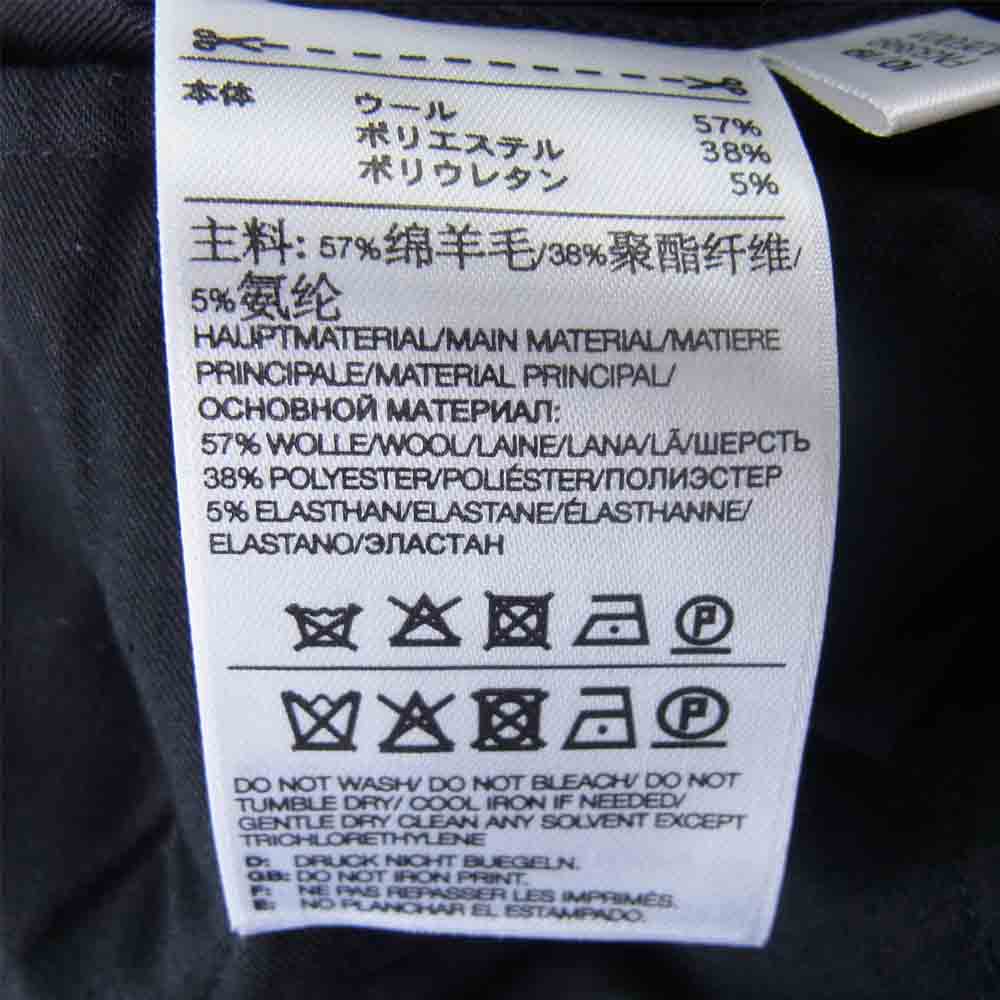 本体 ウール 57%
ポリエステル 38%
ポリウレタン 5%
主料: 57%绵羊毛/38%聚酯纤维/
5%氨纶
HAUPTMATERIAL/MAIN MATERIAL/MATIERE
PRINCIPALE/MATERIAL PRINCIPAL/
ОСНОВНОЙ МАТЕРИАЛ:
57% WOLLE/WOOL/LAINE/LANA/LÃ/ШЕРСТЬ
38% POLYESTER/POLIÉSTER/ПОЛИЭСТЕР
5% ELASTHAN/ELASTANE/ÉLASTHANNE/
ELASTANO/ЭЛАСТАН
P
P
DO NOT WASH/ DO NOT BLEACH/ DO NOT
TUMBLE DRY/ COOL IRON IF NEEDED/
GENTLE DRY CLEAN ANY SOLVENT EXCEPT
TRICHLORETHYLENE
D: DRUCK NICHT BUEGELN.
GB: DO NOT IRON PRINT.
F: NE PAS REPASSER LES IMPRIMÉS.
E: NO PLANCHAR EL ESTAMPADO.